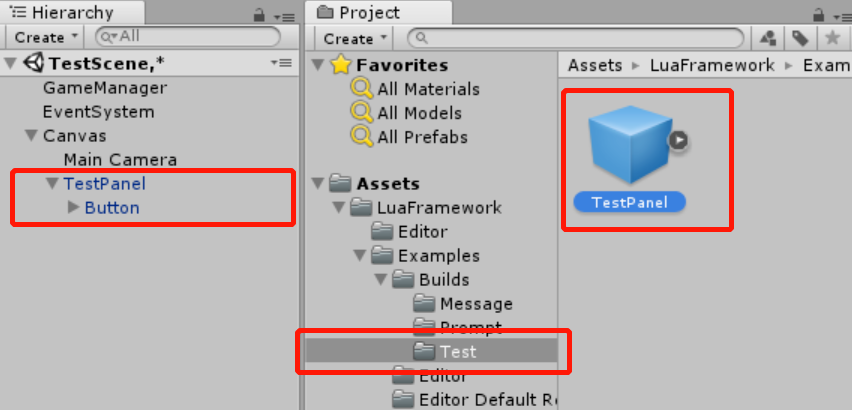 Hierarchy
Create
All
TestScene,*
GameManager
EventSystem
Canvas
Main Camera
TestPanel
Button
Project
Create
Favorites
All Materials
All Models
All Prefabs
Assets
LuaFramework
Editor
Examples
Builds
Message
Prompt
Test
Editor
Editor Default Re
Assets ▸ LuaFramework ▸ Exam
TestPanel